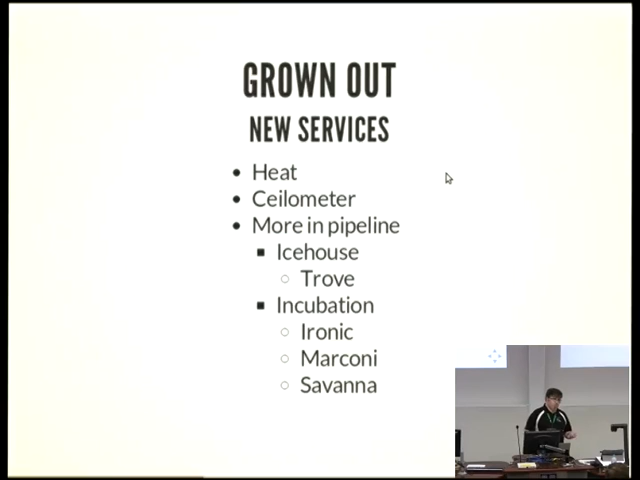 GROWN OUT
NEW SERVICES
Heat
Ceilometer
More in pipeline
Icehouse
Trove
Incubation
Ironic
Marconi
Savanna